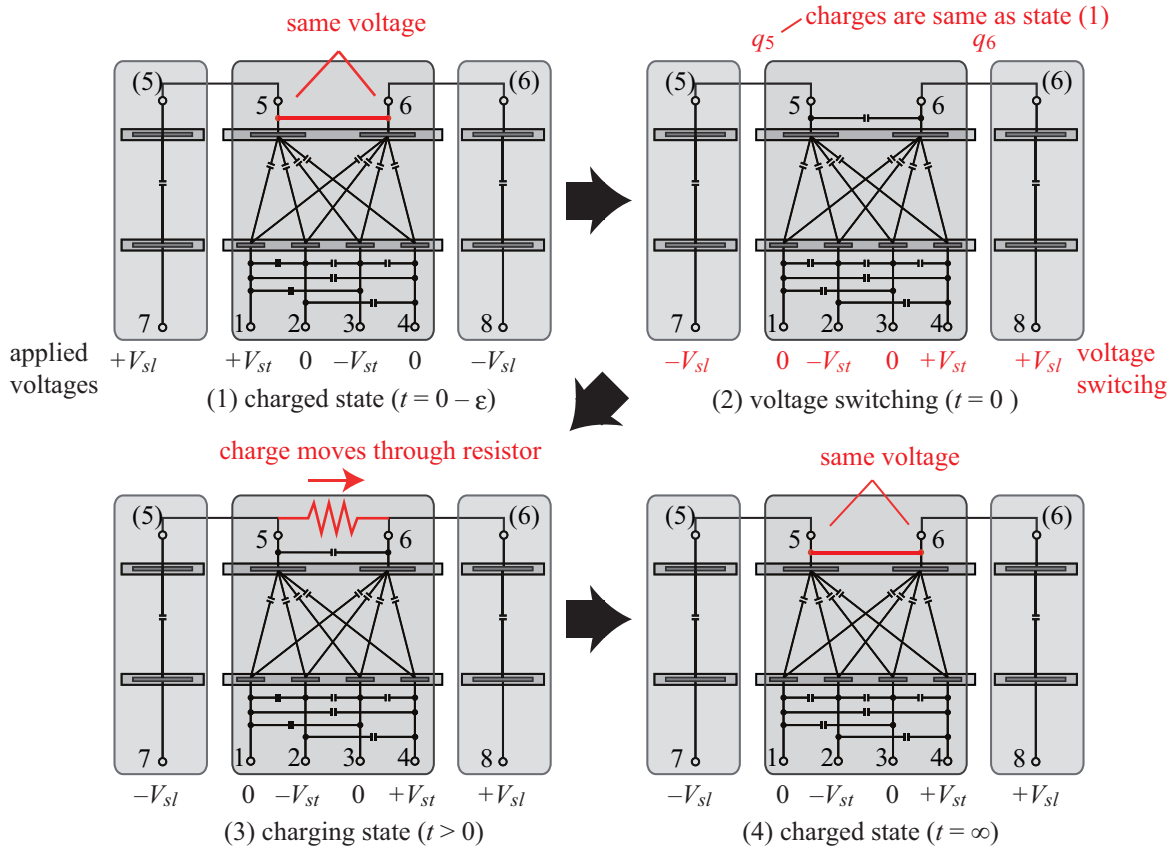 same voltage
(5) (6)
5 6
7 1 2 3 4 8
applied
voltages
+Vsl +Vst 0 −Vst 0 −Vsl
(1) charged state (t = 0 − ε)
charges are same as state (1)
q5 q6
(5) (6)
5 6
7 1 2 3 4 8
−Vsl 0 −Vst 0 +Vst +Vsl
voltage
switcihg
(2) voltage switching (t = 0 )
charge moves through resistor
(5) (6)
5 6
7 1 2 3 4 8
−Vsl 0 −Vst 0 +Vst +Vsl
(3) charging state (t > 0)
same voltage
(5) (6)
5 6
7 1 2 3 4 8
−Vsl 0 −Vst 0 +Vst +Vsl
(4) charged state (t = ∞)